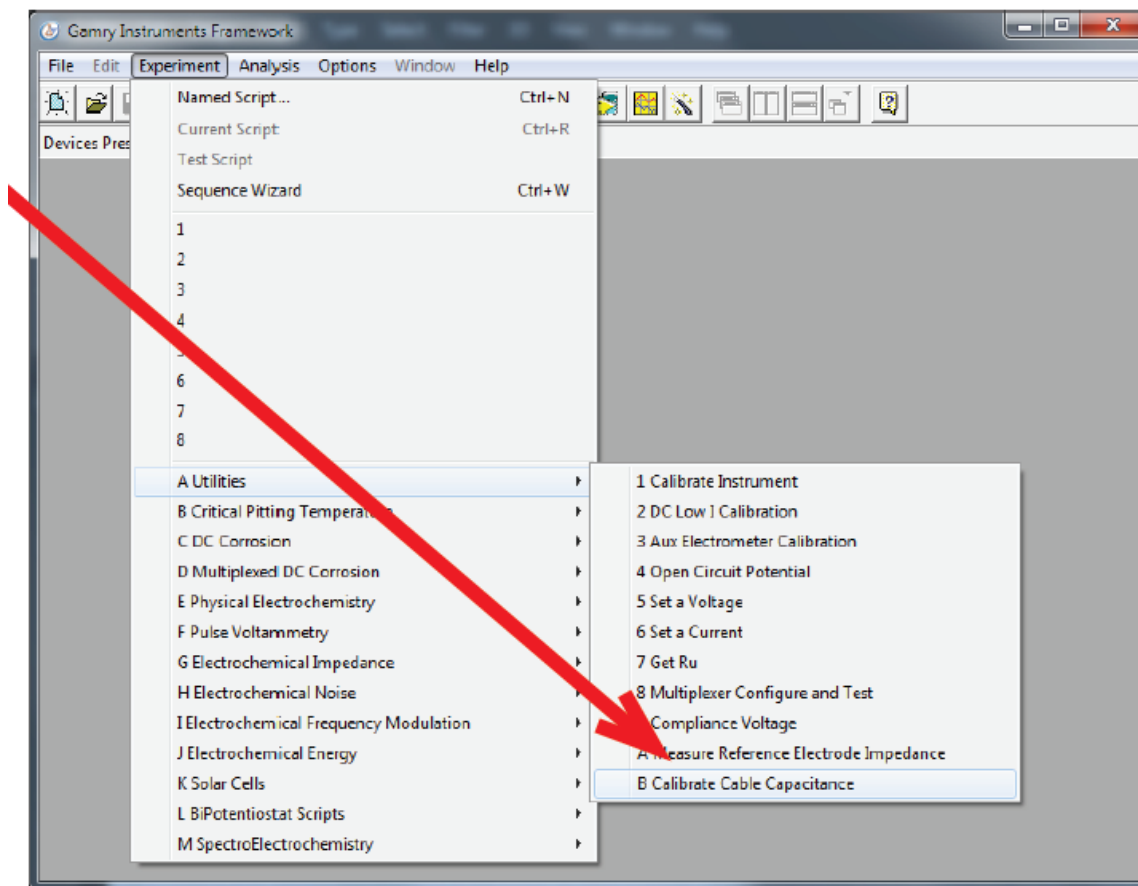 Gamry Instruments Framework
File Edit Experiment Analysis Options Window Help
Devices Pres
Named Script... Ctrl+N
Current Script Ctrl+R
Test Script
Sequence Wizard Ctrl+W
1
2
3
4
6
7
8
A Utilities
B Critical Pitting Temperature
C DC Corrosion
D Multiplexed DC Corrosion
E Physical Electrochemistry
F Pulse Voltammetry
G Electrochemical Impedance
H Electrochemical Noise
I Electrochemical Frequency Modulation
J Electrochemical Energy
K Solar Cells
L BiPotentiostat Scripts
M SpectroElectrochemistry
1 Calibrate Instrument
2 DC Low I Calibration
3 Aux Electrometer Calibration
4 Open Circuit Potential
5 Set a Voltage
6 Set a Current
7 Get Ru
8 Multiplexer Configure and Test
Compliance Voltage
A Measure Reference Electrode Impedance
B Calibrate Cable Capacitance